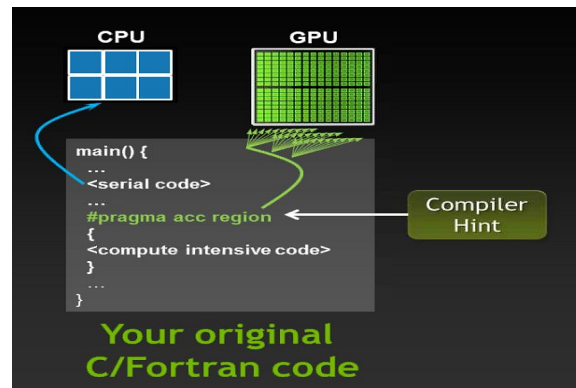 CPU
GPU
main() {
...
<serial code>
...
#pragma acc region
{
<compute intensive code>
}
...
}
Compiler
Hint
Your original
C/Fortran code